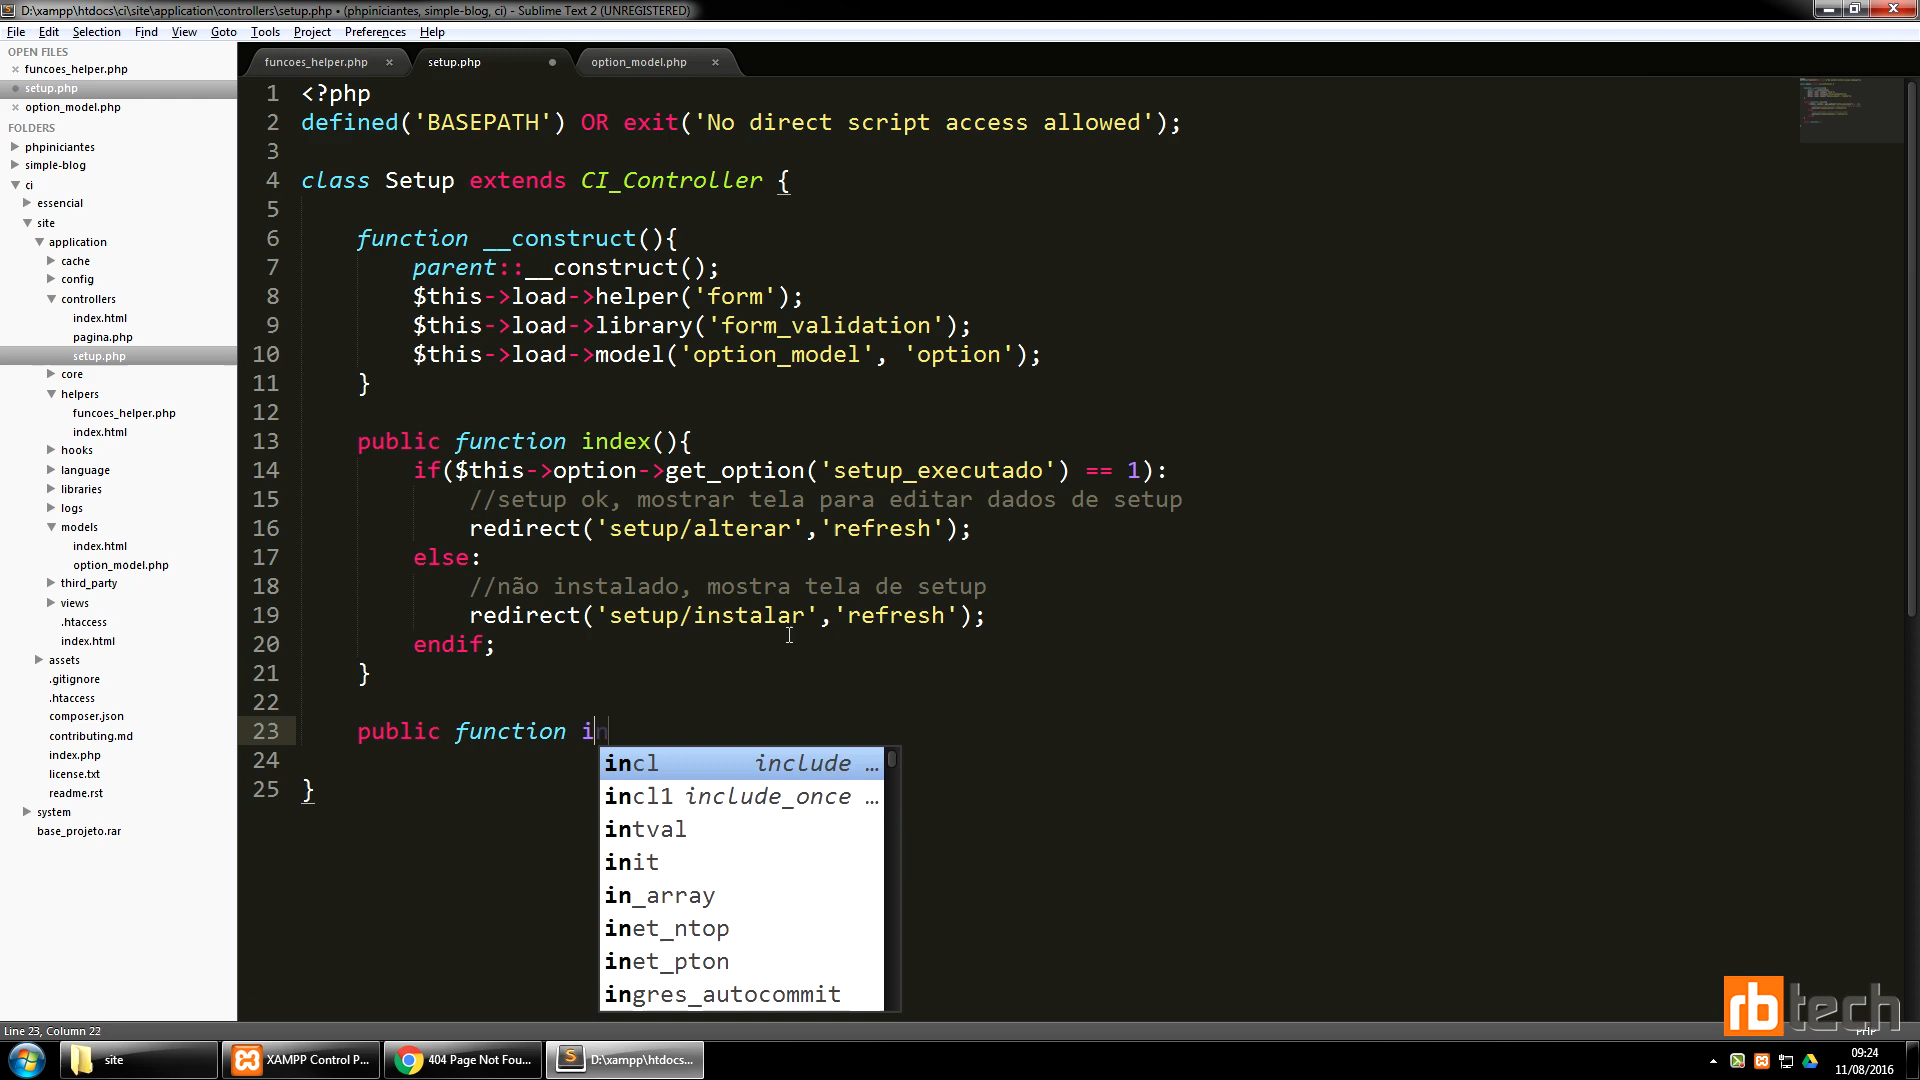 D:\xampp\htdocs\ci\site\application\controllers\setup.php • (phpiniciantes, simple-blog, ci) - Sublime Text 2 (UNREGISTERED)
File Edit Selection Find View Goto Tools Project Preferences Help
OPEN FILES
funcoes_helper.php
setup.php
option_model.php
FOLDERS
phpiniciantes
simple-blog
ci
essencial
site
application
cache
config
controllers
index.html
pagina.php
setup.php
core
helpers
funcoes_helper.php
index.html
hooks
language
libraries
logs
models
index.html
option_model.php
third_party
views
.htaccess
index.html
assets
.gitignore
.htaccess
composer.json
contributing.md
index.php
license.txt
readme.rst
system
base_projeto.rar
funcoes_helper.php setup.php option_model.php
1 <?php
2 defined('BASEPATH') OR exit('No direct script access allowed');
3
4 class Setup extends CI_Controller {
5
6 function __construct(){
7 parent::__construct();
8 $this->load->helper('form');
9 $this->load->library('form_validation');
10 $this->load->model('option_model', 'option');
11 }
12
13 public function index(){
14 if($this->option->get_option('setup_executado') == 1):
15 //setup ok, mostrar tela para editar dados de setup
16 redirect('setup/alterar','refresh');
17 else:
18 //não instalado, mostra tela de setup
19 redirect('setup/instalar','refresh');
20 endif;
21 }
22
23 public function in
24
25 }
incl include ...
incl1 include_once ...
intval
init
in_array
inet_ntop
inet_pton
ingres_autocommit
rbtech
Line 23, Column 22
PHP
site XAMPP Control P... 404 Page Not Fou... D:\xampp\htdocs...
09:24
11/08/2016